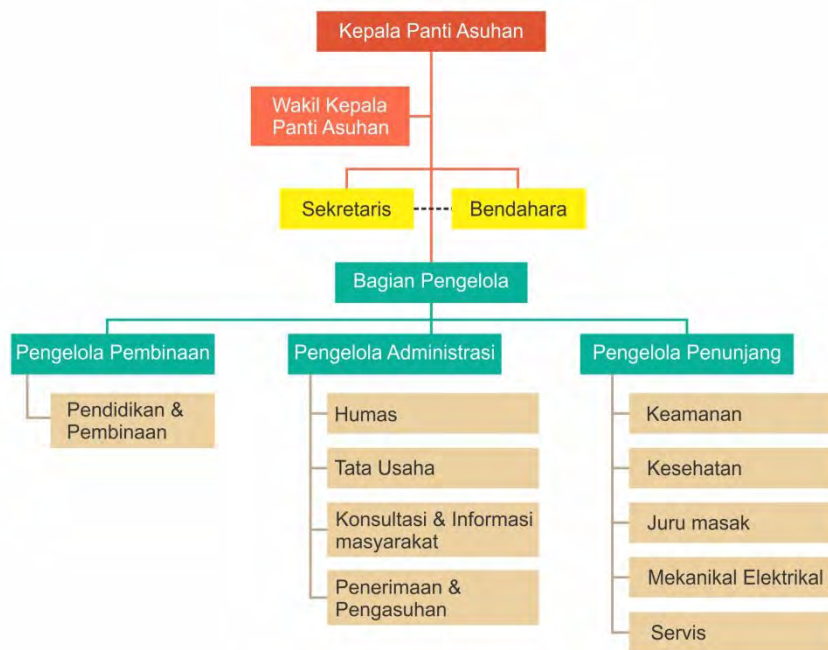 Kepala Panti Asuhan
Wakil Kepala
Panti Asuhan
Sekretaris
Bendahara
Bagian Pengelola
Pengelola Pembinaan
Pengelola Administrasi
Pengelola Penunjang
Pendidikan &
Pembinaan
Humas
Tata Usaha
Konsultasi & Informasi
masyarakat
Penerimaan &
Pengasuhan
Keamanan
Kesehatan
Juru masak
Mekanikal Elektrikal
Servis